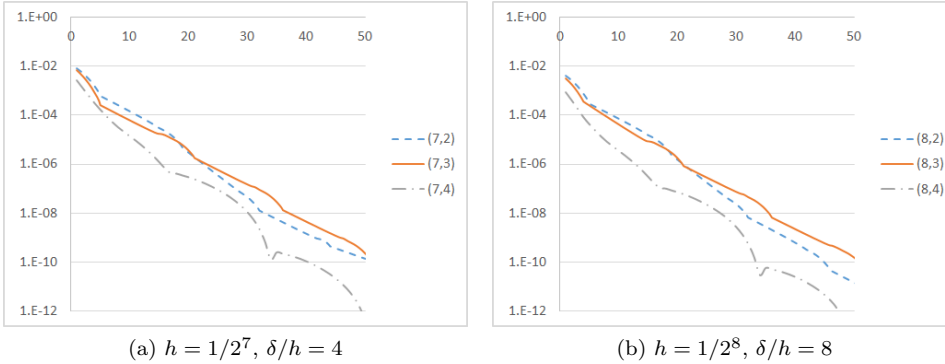 1.E+00
0 10 20 30 40 50
1.E-02
1.E-04
1.E-06
1.E-08
1.E-10
1.E-12
(7,2)
(7,3)
(7,4)
(a) h = 1/2^7, δ/h = 4
1.E+00
0 10 20 30 40 50
1.E-02
1.E-04
1.E-06
1.E-08
1.E-10
1.E-12
(8,2)
(8,3)
(8,4)
(b) h = 1/2^8, δ/h = 8